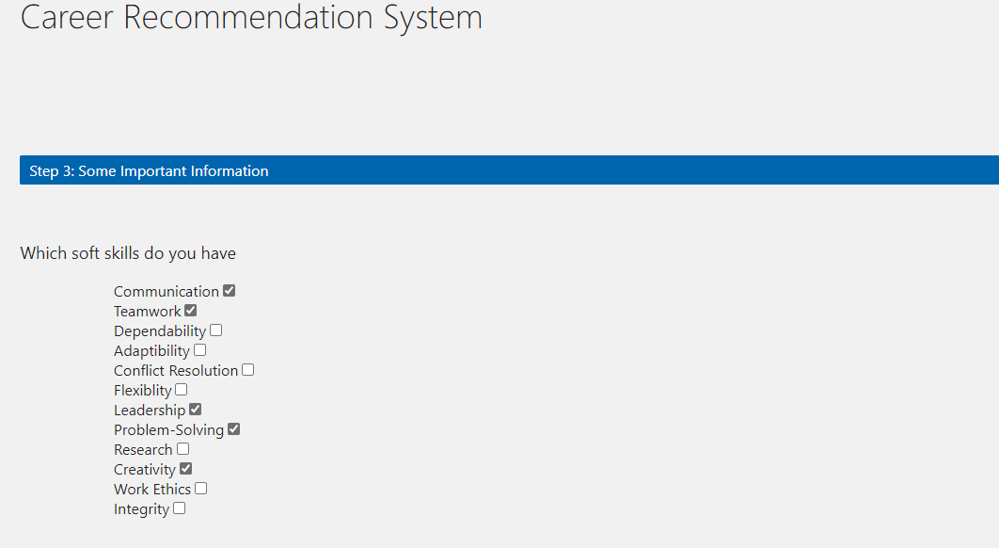 Career Recommendation System
Step 3: Some Important Information
Which soft skills do you have
Communication
Teamwork
Dependability
Adaptibility
Conflict Resolution
Flexiblity
Leadership
Problem-Solving
Research
Creativity
Work Ethics
Integrity